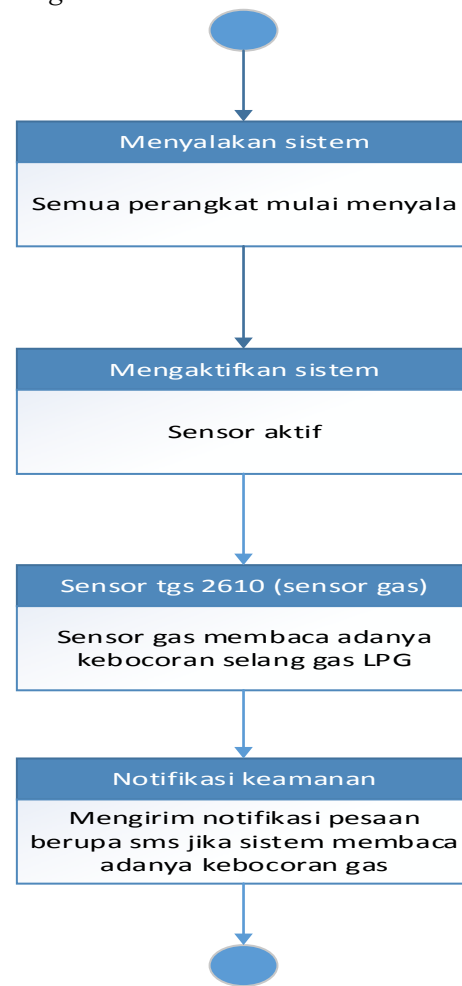 Menyalakan sistem
Semua perangkat mulai menyala
Mengaktifkan sistem
Sensor aktif
Sensor tgs 2610 (sensor gas)
Sensor gas membaca adanya
kebocoran selang gas LPG
Notifikasi keamanan
Mengirim notifikasi pesaan
berupa sms jika sistem membaca
adanya kebocoran gas